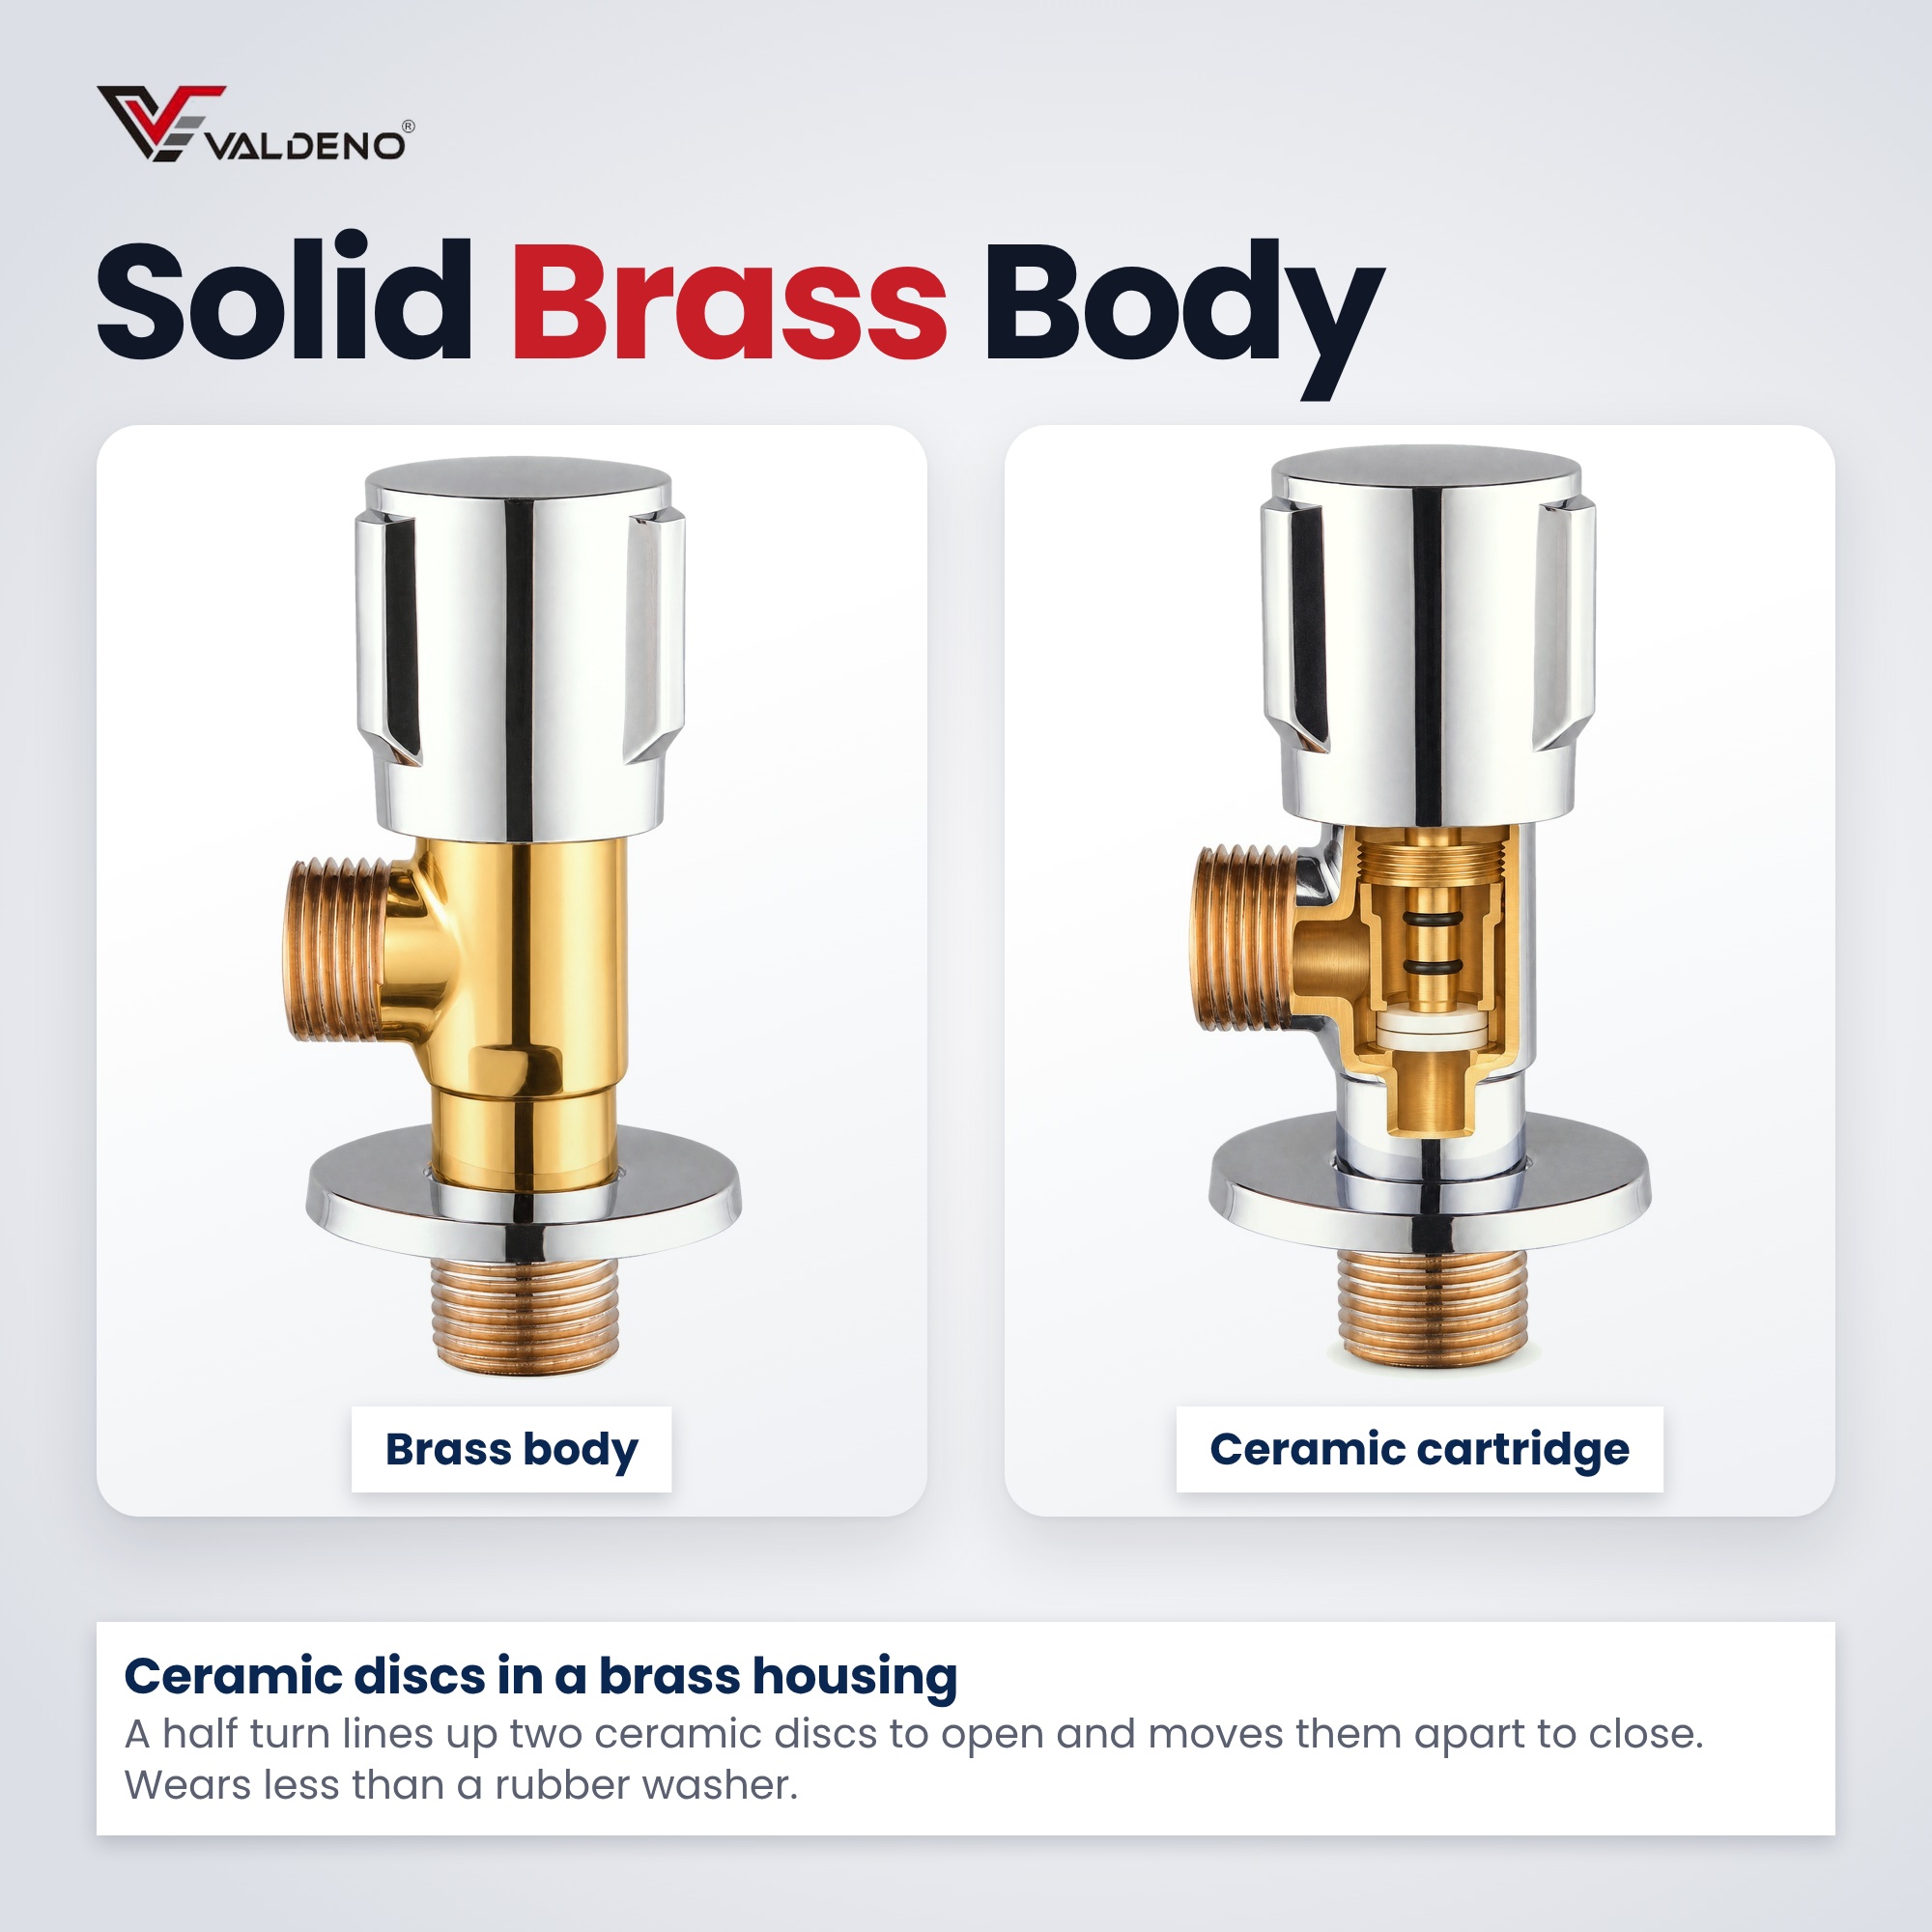 VALDENO®
Solid Brass Body
Brass body
Ceramic cartridge
Ceramic discs in a brass housing
A half turn lines up two ceramic discs to open and moves them apart to close.
Wears less than a rubber washer.